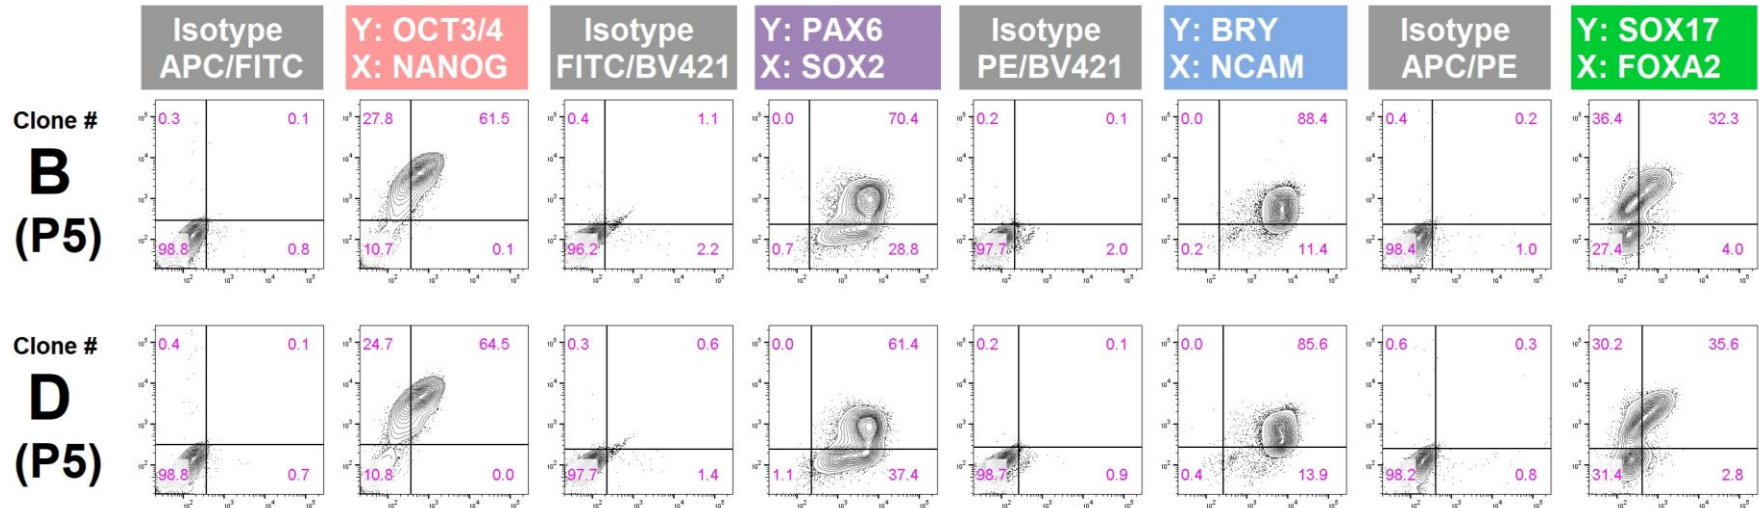 Isotype
APC/FITC
Y: OCT3/4
X: NANOG
Isotype
FITC/BV421
Y: PAX6
X: SOX2
Isotype
PE/BV421
Y: BRY
X: NCAM
Isotype
APC/PE
Y: SOX17
X: FOXA2
Clone #
B
(P5)
0.3 0.1
98.8 0.8
27.8 61.5
10.7 0.1
0.4 1.1
96.2 2.2
0.0 70.4
0.7 28.8
0.2 0.1
97.7 2.0
0.0 88.4
0.2 11.4
0.4 0.2
98.4 1.0
36.4 32.3
27.4 4.0
Clone #
D
(P5)
0.4 0.1
98.8 0.7
24.7 64.5
10.8 0.0
0.3 0.6
97.7 1.4
0.0 61.4
1.1 37.4
0.2 0.1
98.7 0.9
0.0 85.6
0.4 13.9
0.6 0.3
98.2 0.8
30.2 35.6
31.4 2.8